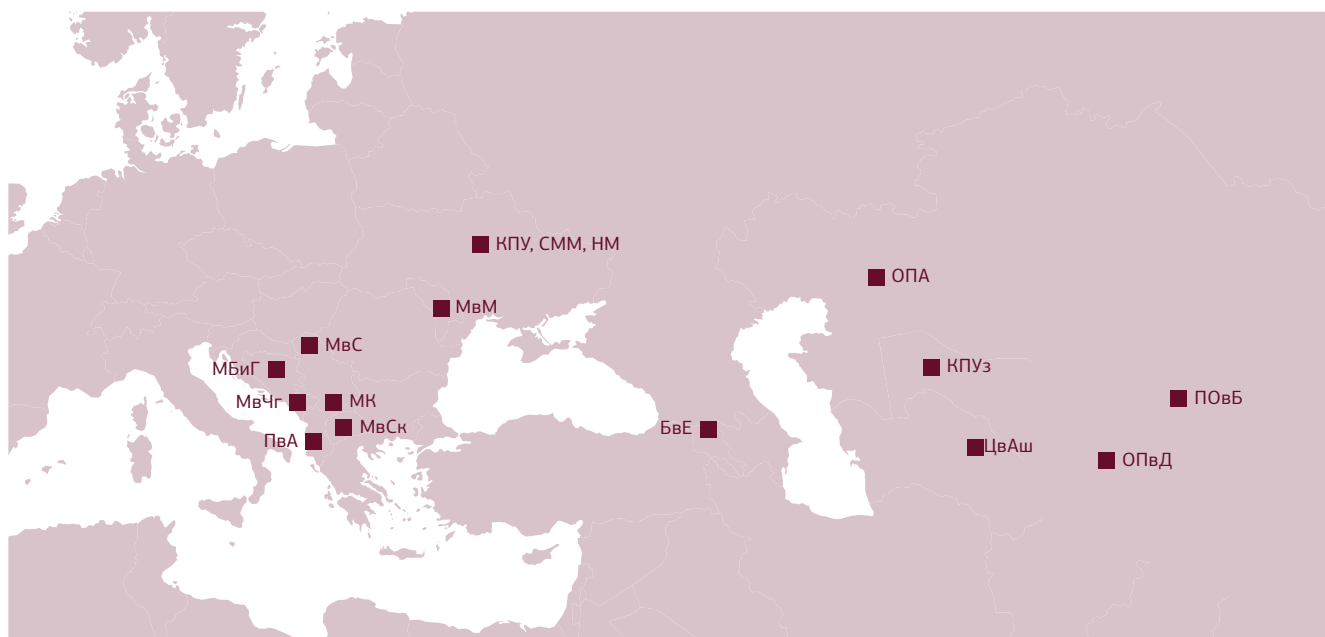 КПУ, СММ, НМ
ОПА
МвМ
МвС
МБиГ
КПУз
МвЧг
МК
ПОвБ
МвСк
БвЕ
ПвА
ЦвАш
ОПвД